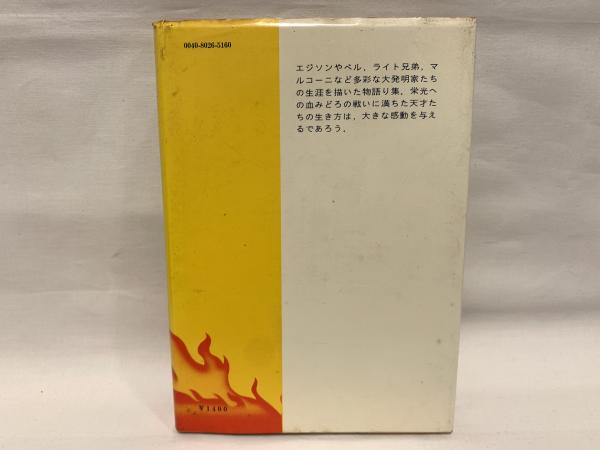 0040-8026-5160
エジソンやベル，ライト兄弟，マ
ルコーニなど多彩な大発明家たち
の生涯を描いた物語り集．栄光へ
の血みどろの戦いに満ちた天才た
ちの生き方は，大きな感動を与え
るであろう．
¥1400